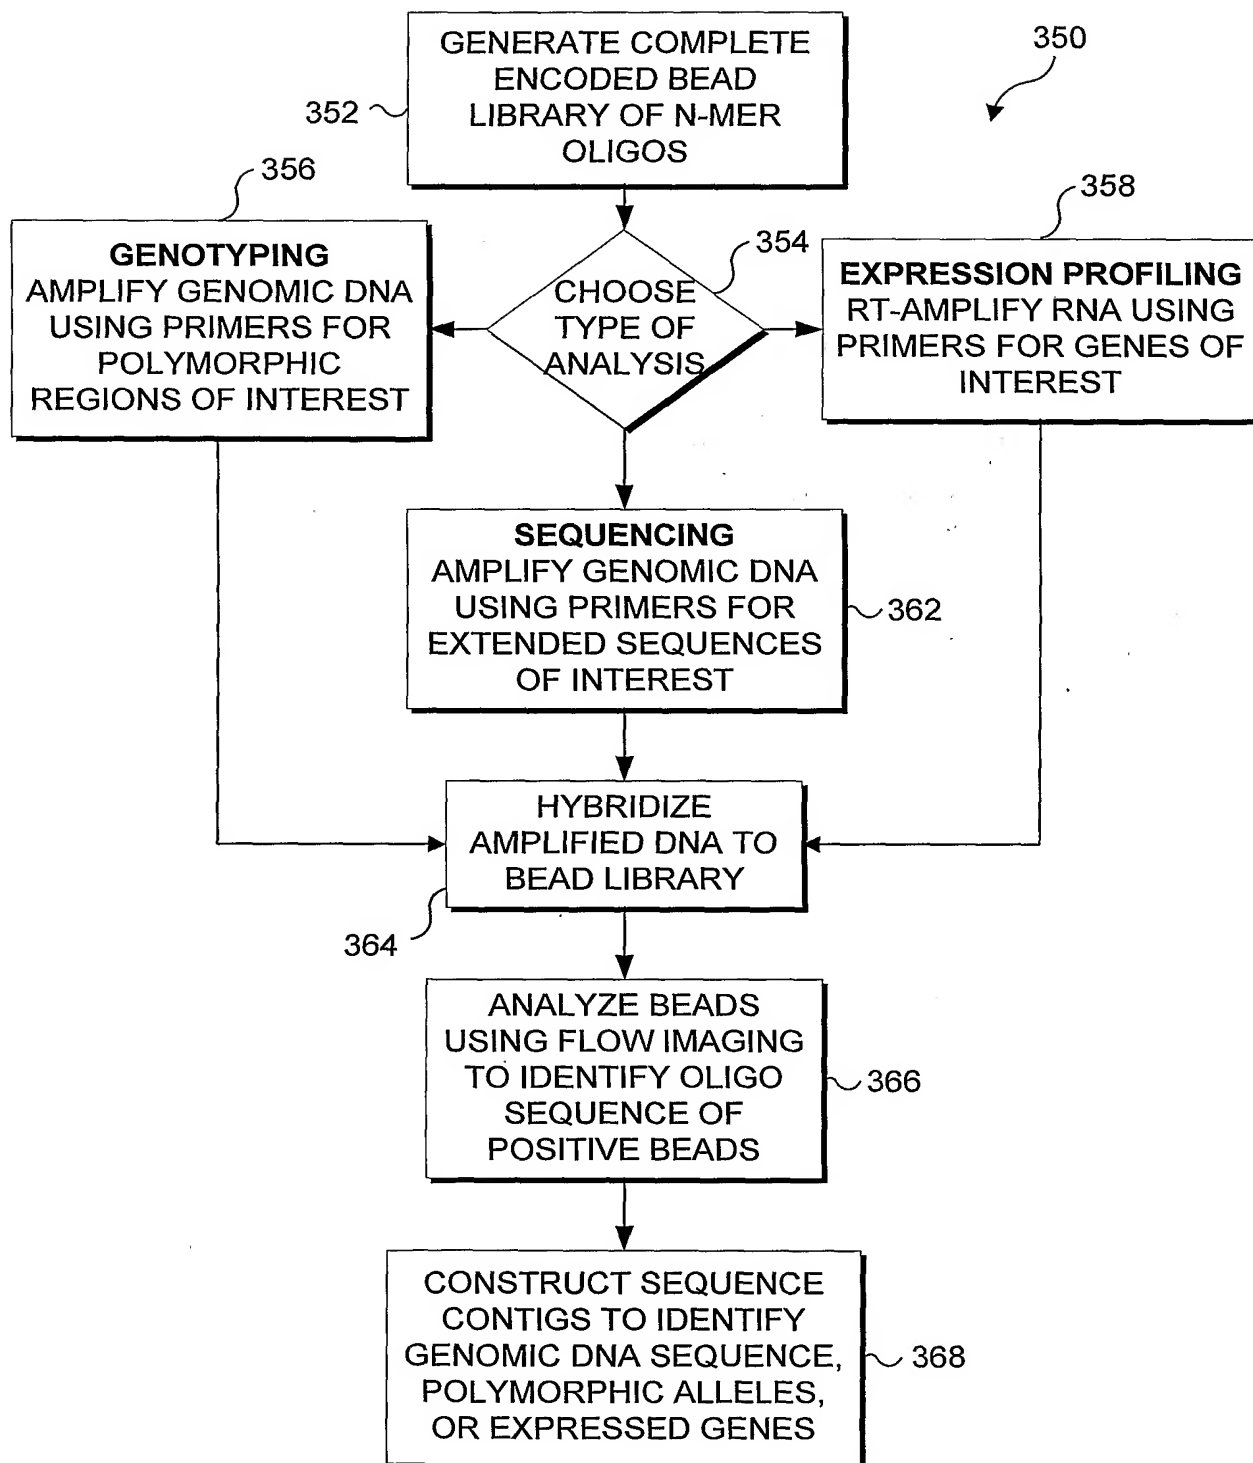 GENERATE COMPLETE
ENCODED BEAD
LIBRARY OF N-MER
OLIGOS
352
350
356
GENOTYPING
AMPLIFY GENOMIC DNA
USING PRIMERS FOR
POLYMORPHIC
REGIONS OF INTEREST
354
CHOOSE
TYPE OF
ANALYSIS
358
EXPRESSION PROFILING
RT-AMPLIFY RNA USING
PRIMERS FOR GENES OF
INTEREST
SEQUENCING
AMPLIFY GENOMIC DNA
USING PRIMERS FOR
EXTENDED SEQUENCES
OF INTEREST
362
HYBRIDIZE
AMPLIFIED DNA TO
BEAD LIBRARY
364
ANALYZE BEADS
USING FLOW IMAGING
TO IDENTIFY OLIGO
SEQUENCE OF
POSITIVE BEADS
366
CONSTRUCT SEQUENCE
CONTIGS TO IDENTIFY
GENOMIC DNA SEQUENCE,
POLYMORPHIC ALLELES,
OR EXPRESSED GENES
368